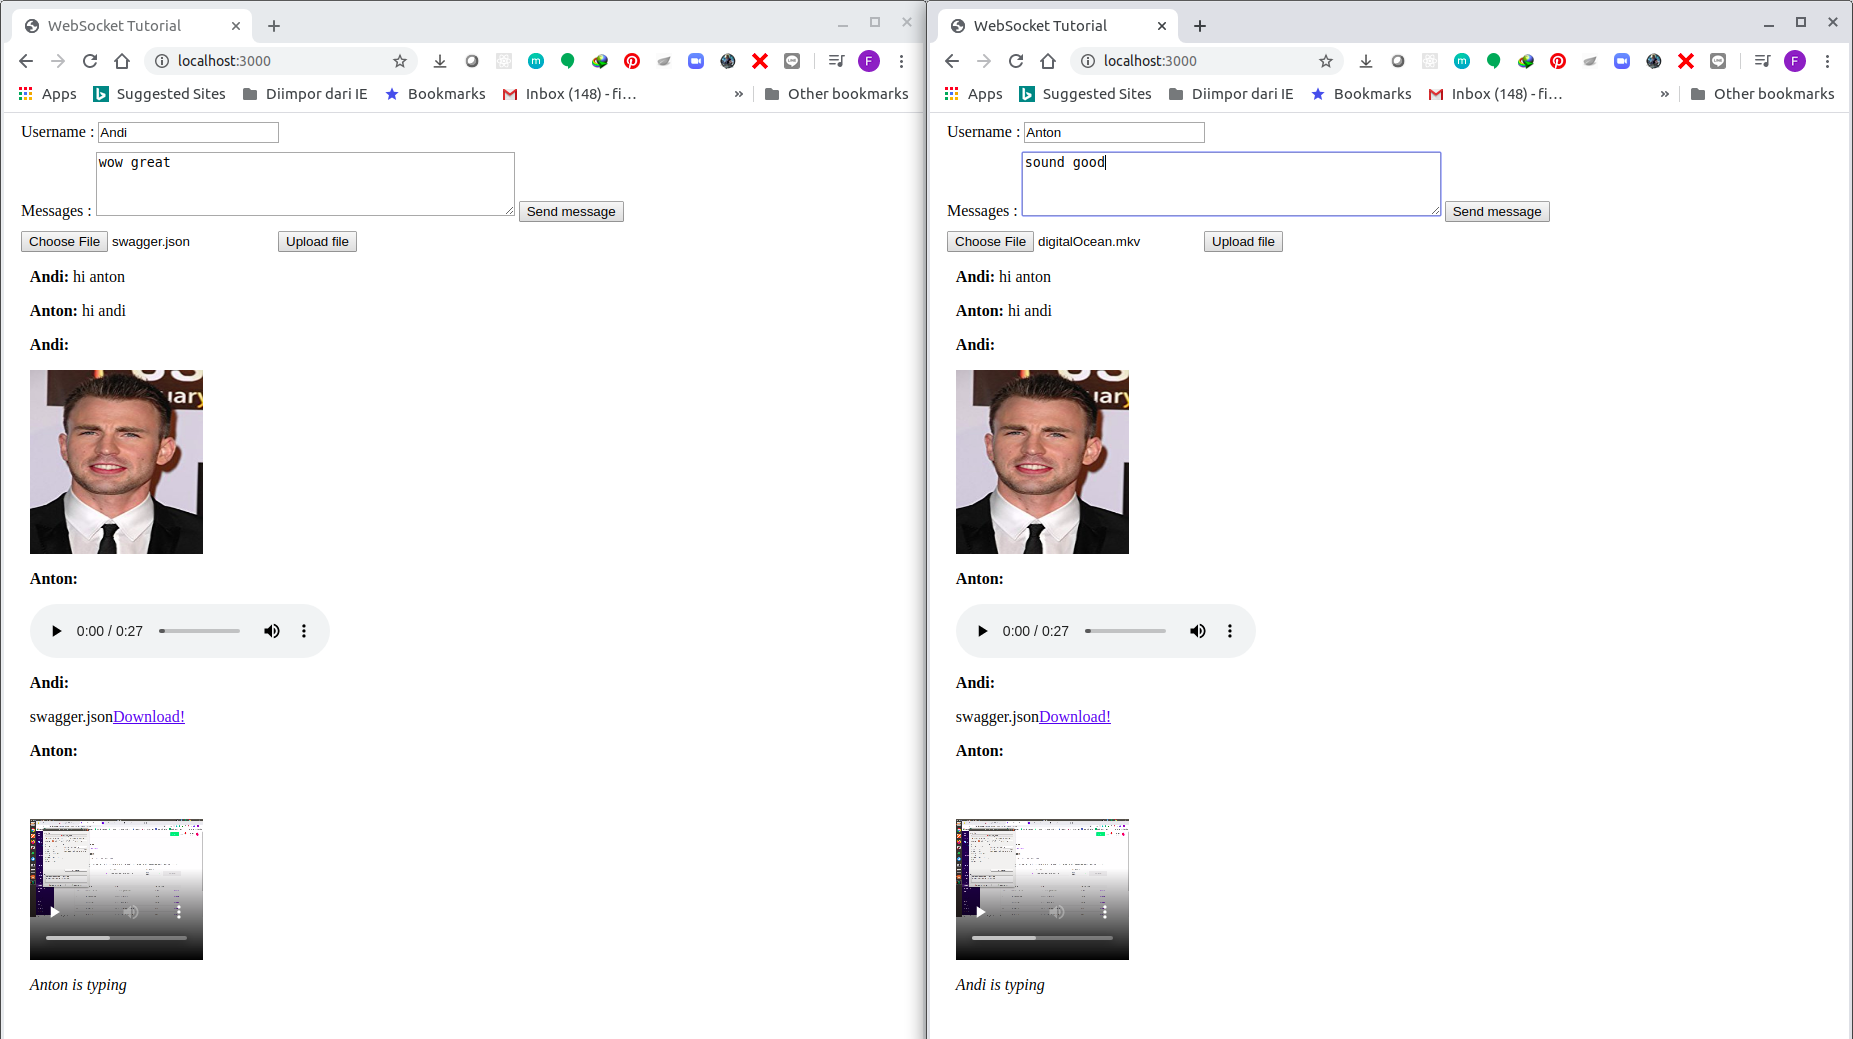 WebSocket Tutorial
localhost:3000
Apps Suggested Sites Diimpor dari IE Bookmarks Inbox (148) - fi... » Other bookmarks
Username : Andi
wow great
Messages : Send message
Choose File swagger.json Upload file
Andi: hi anton
Anton: hi andi
Andi:
uary
Anton:
0:00 / 0:27
Andi:
swagger.jsonDownload!
Anton:
Anton is typing
WebSocket Tutorial
localhost:3000
F
Apps Suggested Sites Diimpor dari IE Bookmarks Inbox (148) - fi... » Other bookmarks
Username : Anton
sound good
Messages : Send message
Choose File digitalOcean.mkv Upload file
Andi: hi anton
Anton: hi andi
Andi:
uary
Anton:
0:00 / 0:27
Andi:
swagger.jsonDownload!
Anton:
Andi is typing